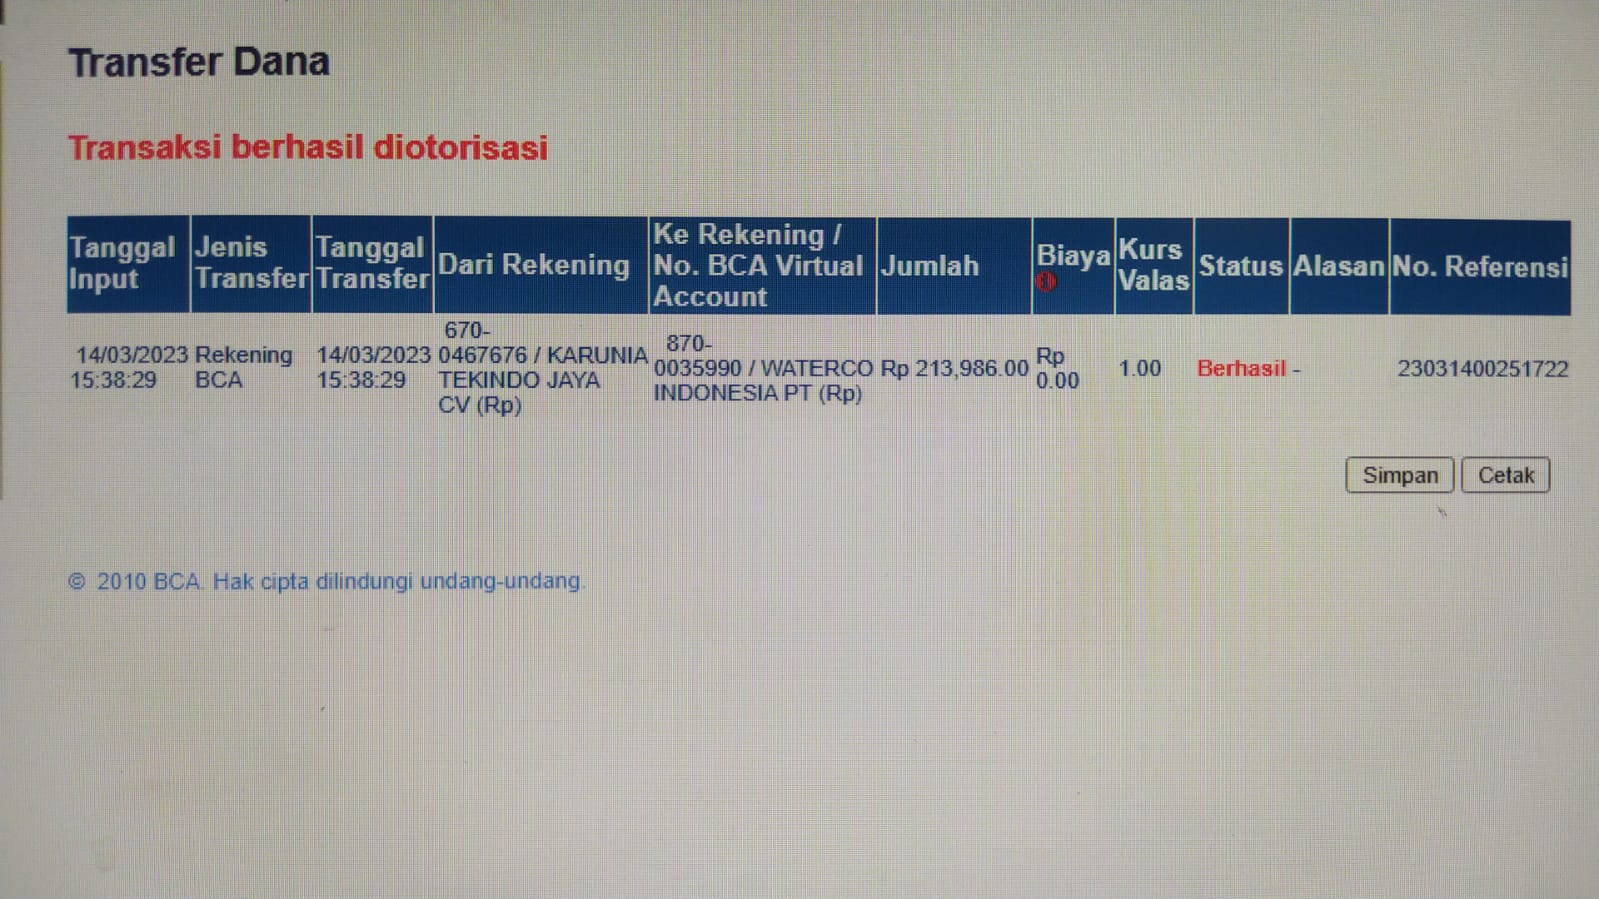 Transfer Dana
Transaksi berhasil diotorisasi
Tanggal Input
Jenis Transfer
Tanggal Transfer
Dari Rekening
Ke Rekening /
No. BCA Virtual
Account
Jumlah
Biaya
Kurs Valas
Status
Alasan
No. Referensi
14/03/2023
15:38:29
Rekening
BCA
14/03/2023
15:38:29
670-
0467676 / KARUNIA
TEKINDO JAYA
CV (Rp)
870-
0035990 / WATERCO
INDONESIA PT (Rp)
Rp 213,986.00
Rp
0.00
1.00
Berhasil
-
23031400251722
Simpan
Cetak
© 2010 BCA. Hak cipta dilindungi undang-undang.